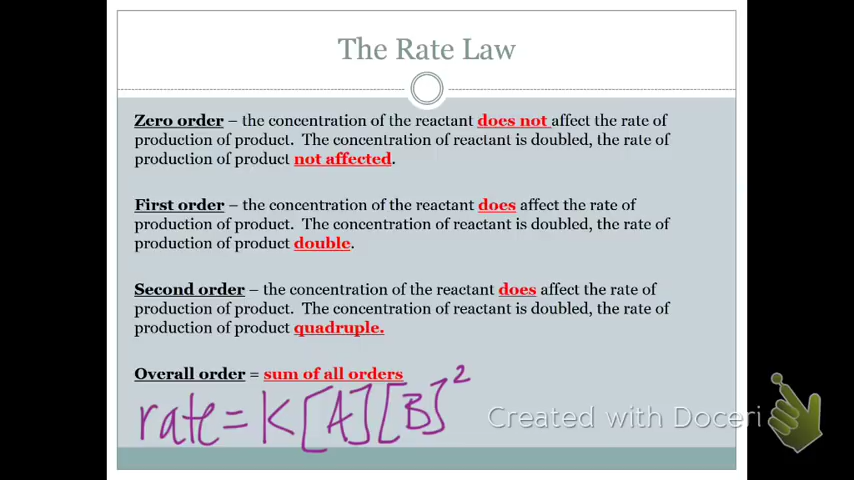 The Rate Law
Zero order – the concentration of the reactant does not affect the rate of
production of product. The concentration of reactant is doubled, the rate of
production of product not affected.
First order – the concentration of the reactant does affect the rate of
production of product. The concentration of reactant is doubled, the rate of
production of product double.
Second order – the concentration of the reactant does affect the rate of
production of product. The concentration of reactant is doubled, the rate of
production of product quadruple.
Overall order = sum of all orders
rate = K[A][B]²
Created with Doceri